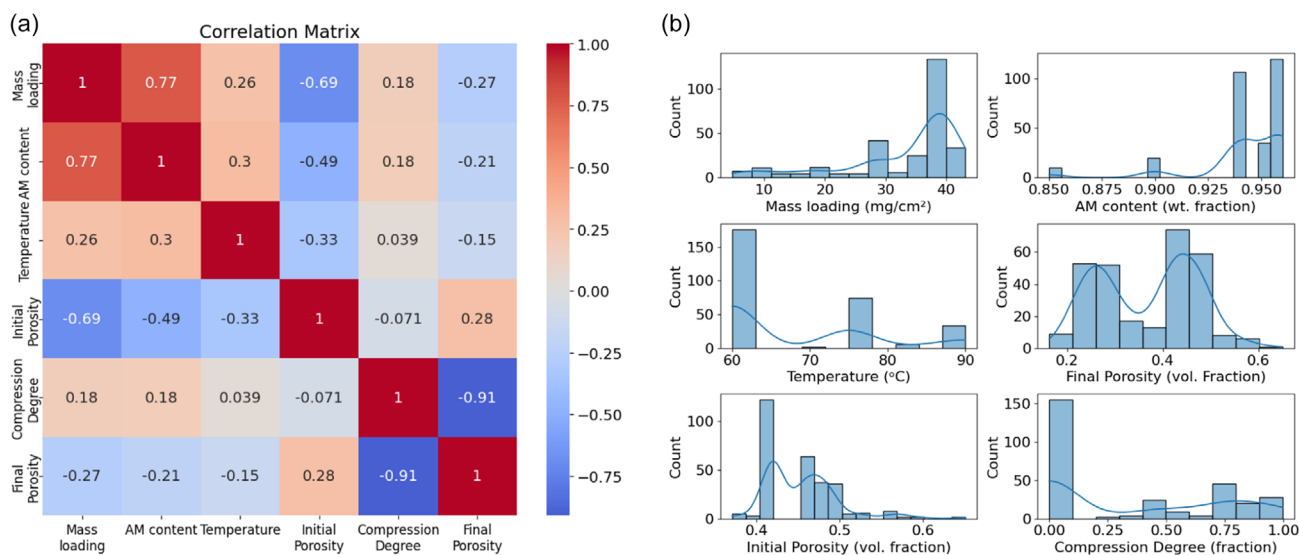 (a)
Correlation Matrix
Mass
loading
1
0.77
0.26
-0.69
0.18
-0.27
AM content
0.77
1
0.3
-0.49
0.18
-0.21
Temperature
0.26
0.3
1
-0.33
0.039
-0.15
Initial
Porosity
-0.69
-0.49
-0.33
1
-0.071
0.28
Compression
Degree
0.18
0.18
0.039
-0.071
1
-0.91
Final
Porosity
-0.27
-0.21
-0.15
0.28
-0.91
1
Mass
loading
AM content
Temperature
Initial
Porosity
Compression
Degree
Final
Porosity
1.00
0.75
0.50
0.25
0.00
-0.25
-0.50
-0.75
(b)
Count
100
50
0
10 20 30 40
Mass loading (mg/cm²)
Count
100
50
0
0.850 0.875 0.900 0.925 0.950
AM content (wt. fraction)
Count
150
100
50
0
60 70 80 90
Temperature (°C)
Count
60
40
20
0
0.2 0.4 0.6
Final Porosity (vol. Fraction)
Count
100
50
0
0.4 0.5 0.6
Initial Porosity (vol. fraction)
Count
150
100
50
0
0.00 0.25 0.50 0.75 1.00
Compression Degree (fraction)